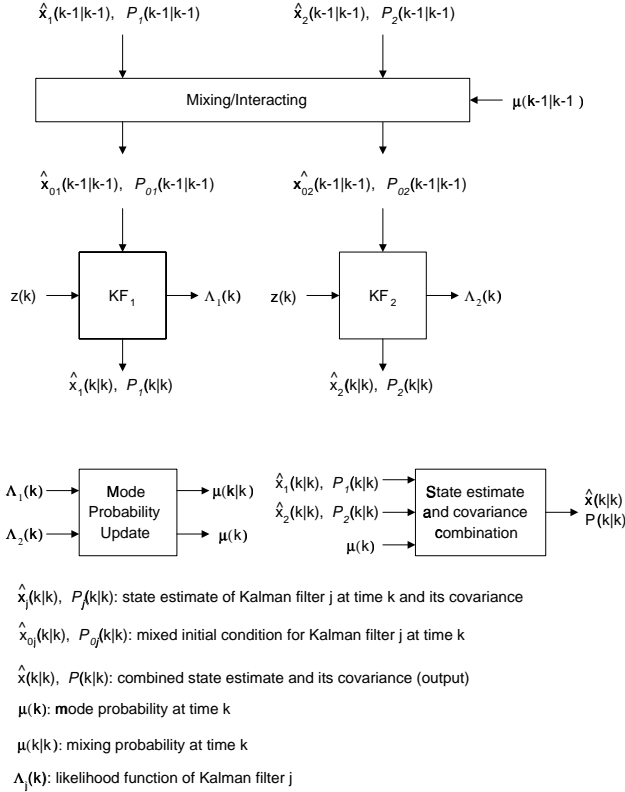 x̂₁(k-1|k-1), P₁(k-1|k-1)
x̂₂(k-1|k-1), P₂(k-1|k-1)
Mixing/Interacting
μ(k-1|k-1)
x̂₀₁(k-1|k-1), P₀₁(k-1|k-1)
x̂₀₂(k-1|k-1), P₀₂(k-1|k-1)
z(k)
KF₁
Λ₁(k)
z(k)
KF₂
Λ₂(k)
x̂₁(k|k), P₁(k|k)
x̂₂(k|k), P₂(k|k)
Λ₁(k)
Λ₂(k)
Mode
Probability
Update
μ(k|k)
μ(k)
x̂₁(k|k), P₁(k|k)
x̂₂(k|k), P₂(k|k)
μ(k)
State estimate
and covariance
combination
x̂(k|k)
P(k|k)
x̂ⱼ(k|k), Pⱼ(k|k): state estimate of Kalman filter j at time k and its covariance
x̂₀ⱼ(k|k), P₀ⱼ(k|k): mixed initial condition for Kalman filter j at time k
x̂(k|k), P(k|k): combined state estimate and its covariance (output)
μ(k): mode probability at time k
μ(k|k): mixing probability at time k
Λⱼ(k): likelihood function of Kalman filter j